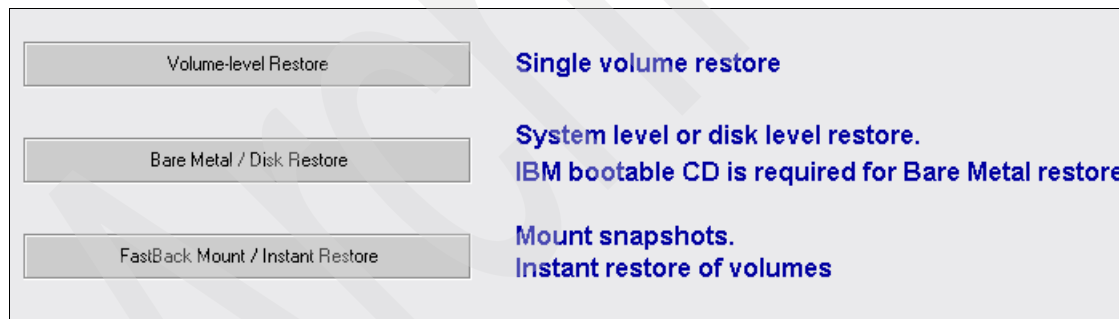 Volume-level Restore
Single volume restore
Bare Metal / Disk Restore
System level or disk level restore.
IBM bootable CD is required for Bare Metal restore
FastBack Mount / Instant Restore
Mount snapshots.
Instant restore of volumes